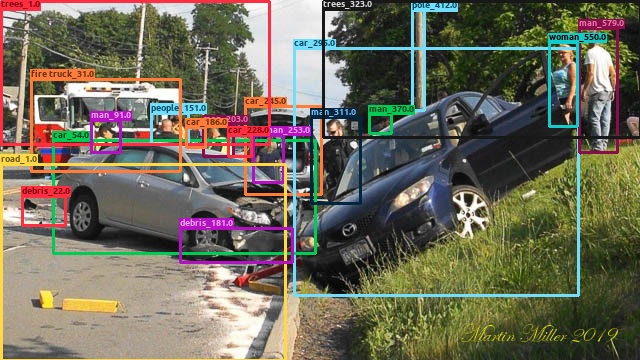 trees_1.0
trees_323.0
pole_412.0
man_579.0
woman_550.0
car_295.0
fire truck_31.0
car_245.0
people_151.0
man_91.0
man_311.0
man_370.0
car_186.0
203.0
car_228.0
man_253.0
car_54.0
road_1.0
debris_22.0
debris_181.0
Martin Miller 2019